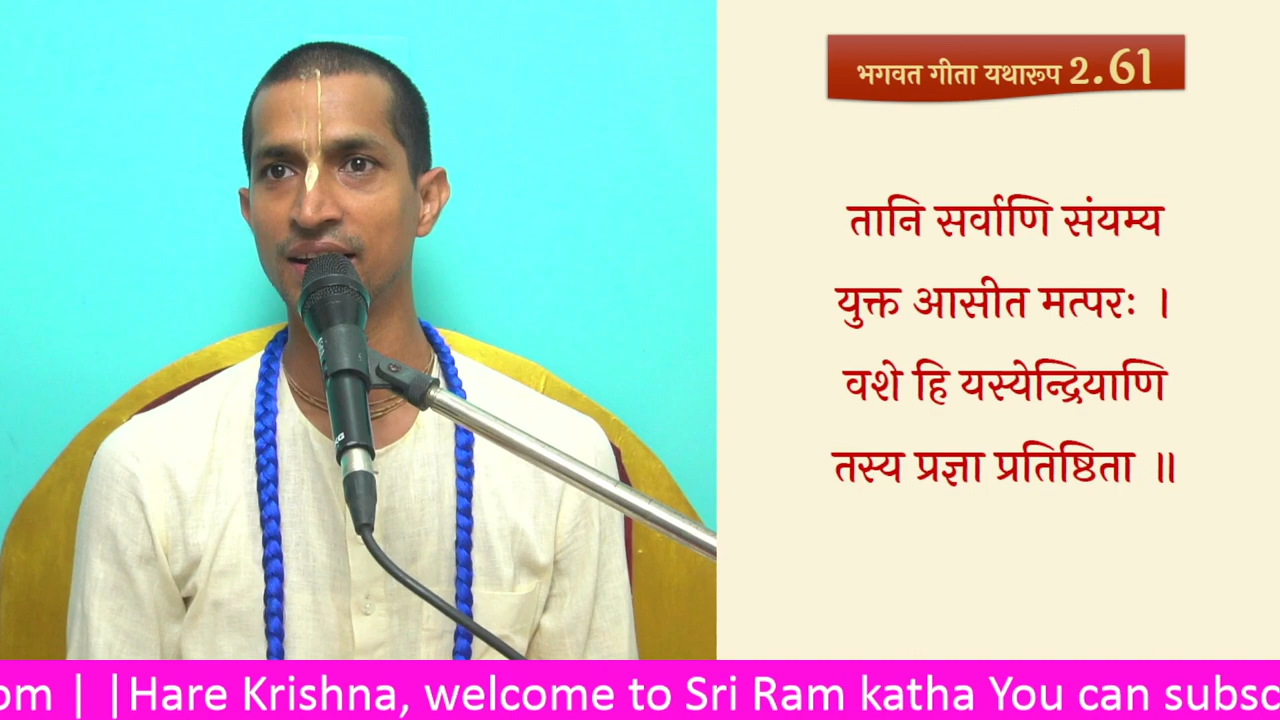 भगवत गीता यथारूप 2.61
तानि सर्वाणि संयम्य
युक्त आसीत मत्परः ।
वशे हि यस्येन्द्रियाणि
तस्य प्रज्ञा प्रतिष्ठिता ॥
om | |Hare Krishna, welcome to Sri Ram katha You can subsc